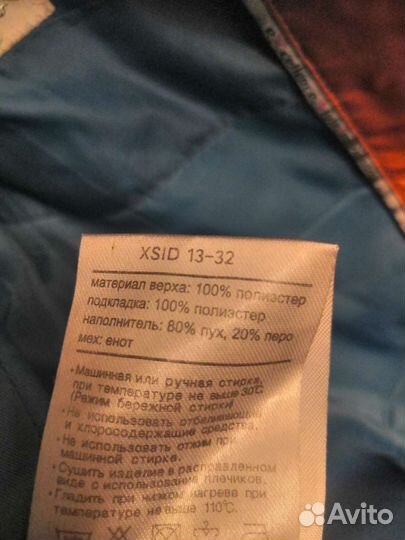 XSID 13-32
материал верха: 100% полиэстер
подкладка: 100% полиэстер
наполнитель: 80% пух, 20% перо
мех: енот
•Машинная или ручная стирка,
при температуре не выше 30°C
(Режим бережной стирки)
•Не использовать отбеливающие
и хлоросодержащие средства.
•Не использовать отжим при
машинной стирке.
•Сушить изделие в расправленном
виде с использованием плечиков.
•Гладить при низком нагреве при
температуре не выше 110°C.
Avito